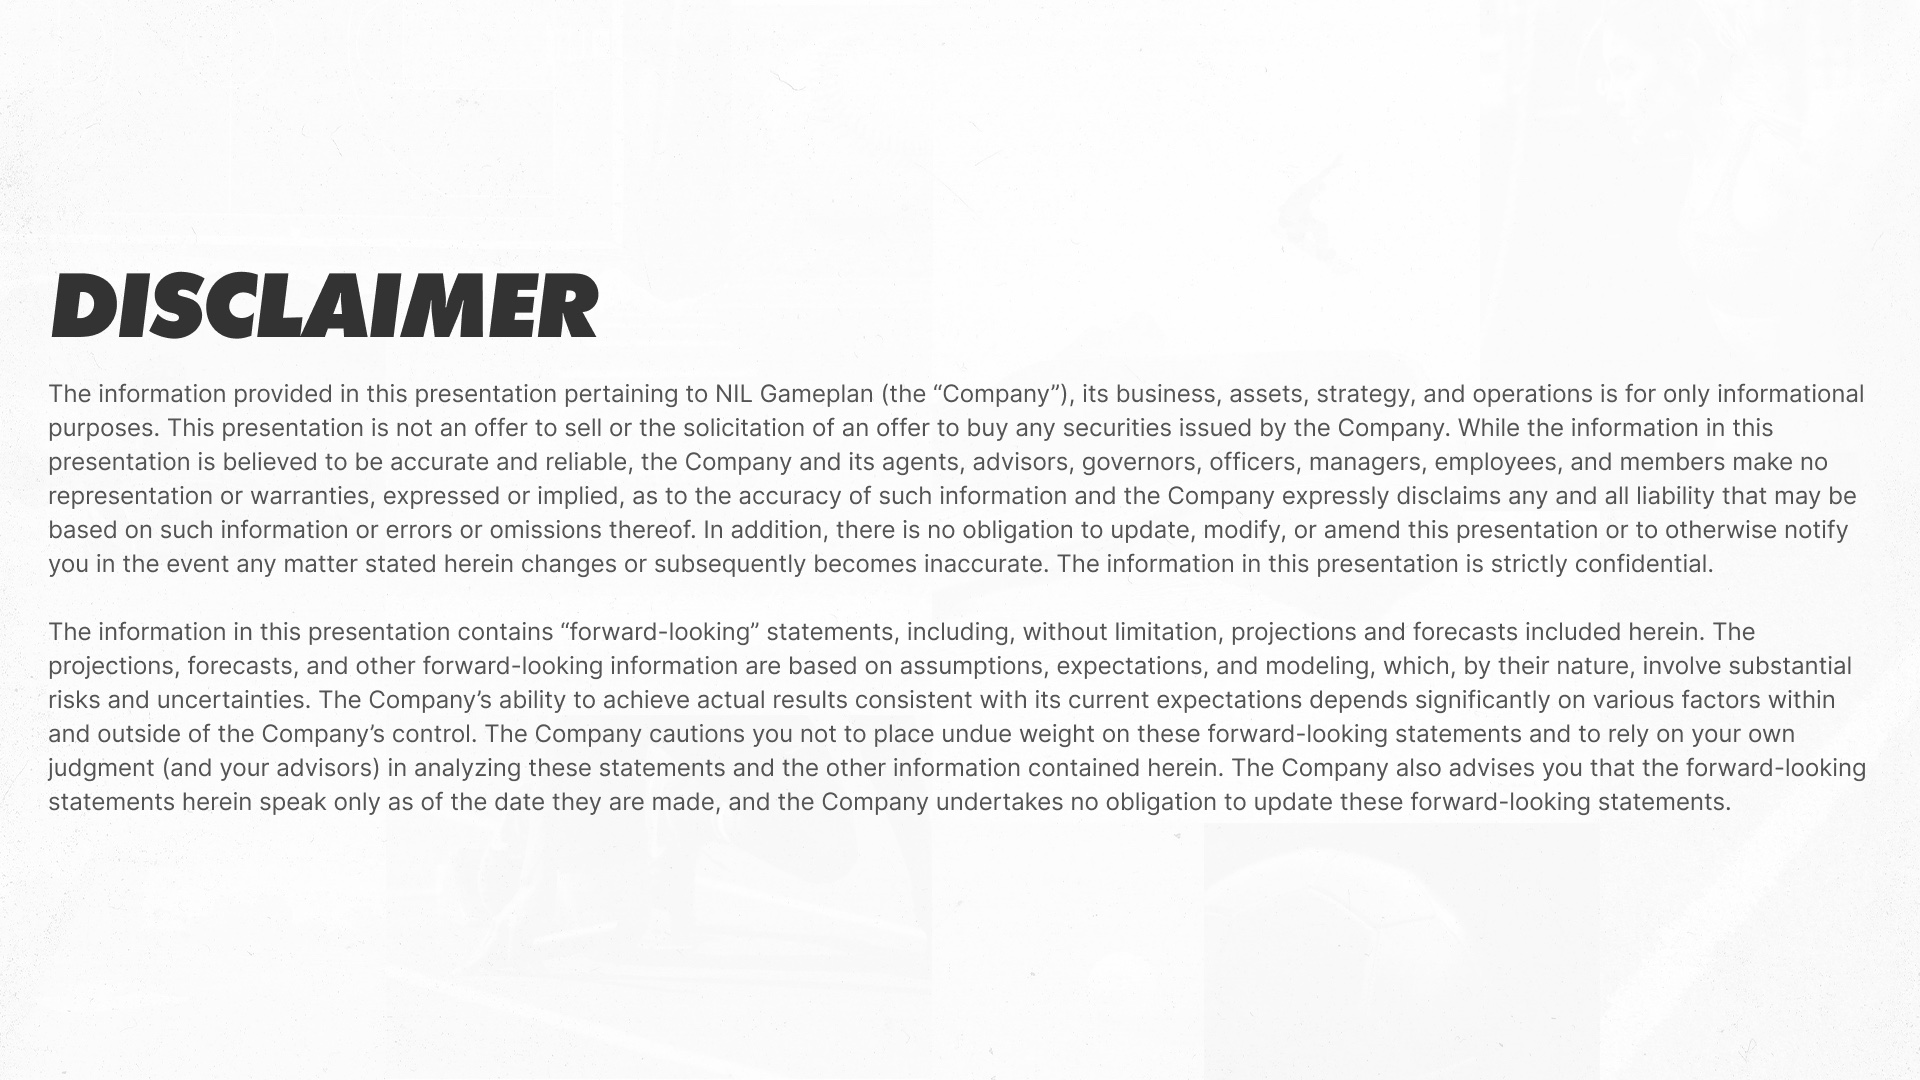 DISCLAIMER
The information provided in this presentation pertaining to NIL Gameplan (the “Company”), its business, assets, strategy, and operations is for only informational
purposes. This presentation is not an offer to sell or the solicitation of an offer to buy any securities issued by the Company. While the information in this
presentation is believed to be accurate and reliable, the Company and its agents, advisors, governors, officers, managers, employees, and members make no
representation or warranties, expressed or implied, as to the accuracy of such information and the Company expressly disclaims any and all liability that may be
based on such information or errors or omissions thereof. In addition, there is no obligation to update, modify, or amend this presentation or to otherwise notify
you in the event any matter stated herein changes or subsequently becomes inaccurate. The information in this presentation is strictly confidential.
The information in this presentation contains “forward-looking” statements, including, without limitation, projections and forecasts included herein. The
projections, forecasts, and other forward-looking information are based on assumptions, expectations, and modeling, which, by their nature, involve substantial
risks and uncertainties. The Company’s ability to achieve actual results consistent with its current expectations depends significantly on various factors within
and outside of the Company’s control. The Company cautions you not to place undue weight on these forward-looking statements and to rely on your own
judgment (and your advisors) in analyzing these statements and the other information contained herein. The Company also advises you that the forward-looking
statements herein speak only as of the date they are made, and the Company undertakes no obligation to update these forward-looking statements.